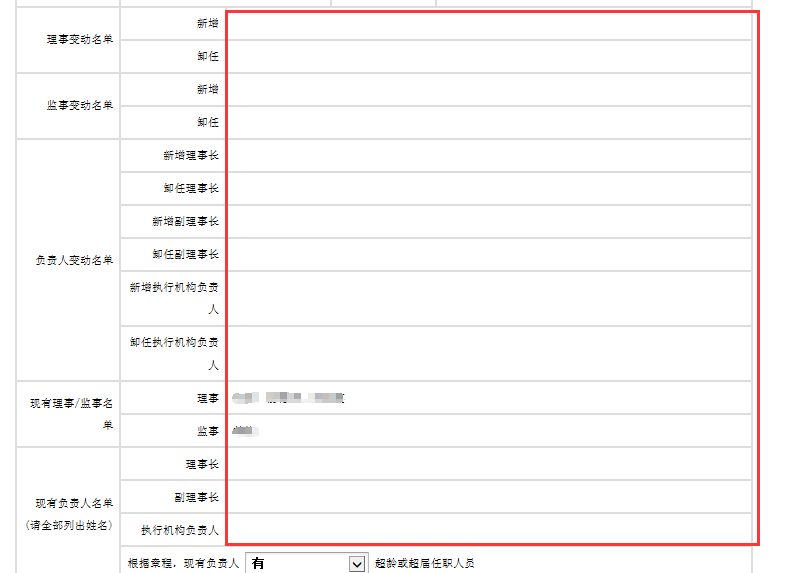 理事变动名单
新增
卸任
监事变动名单
新增
卸任
负责人变动名单
新增理事长
卸任理事长
新增副理事长
卸任副理事长
新增执行机构负责
人
卸任执行机构负责
人
现有理事/监事名
单
理事
监事
现有负责人名单
(请全部列出姓名)
理事长
副理事长
执行机构负责人
根据章程，现有负责人 有 超龄或超届任职人员